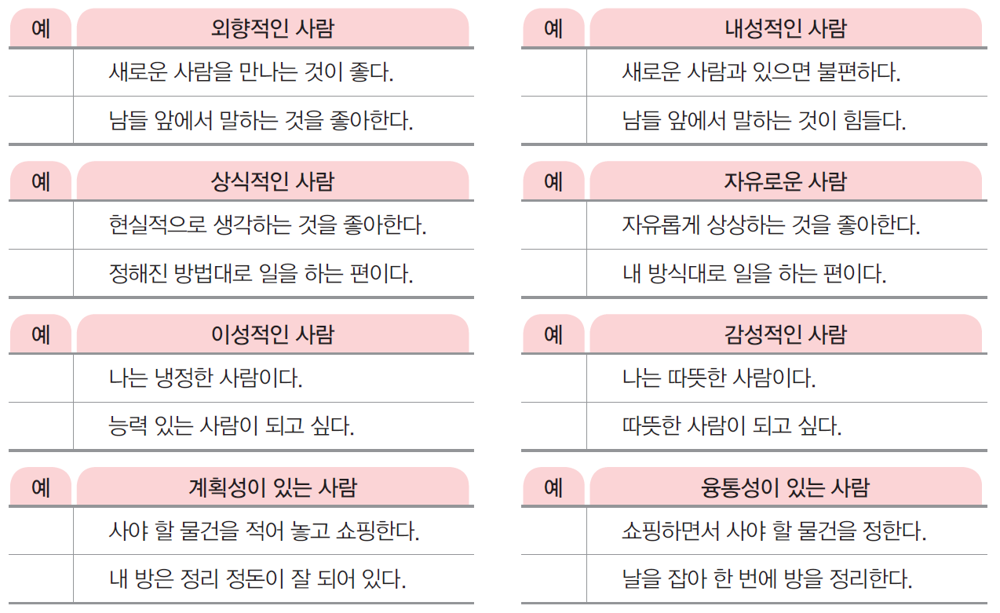 예 외향적인 사람
새로운 사람을 만나는 것이 좋다.
남들 앞에서 말하는 것을 좋아한다.
예 내성적인 사람
새로운 사람과 있으면 불편하다.
남들 앞에서 말하는 것이 힘들다.
예 상식적인 사람
현실적으로 생각하는 것을 좋아한다.
정해진 방법대로 일을 하는 편이다.
예 자유로운 사람
자유롭게 상상하는 것을 좋아한다.
내 방식대로 일을 하는 편이다.
예 이성적인 사람
나는 냉정한 사람이다.
능력 있는 사람이 되고 싶다.
예 감성적인 사람
나는 따뜻한 사람이다.
따뜻한 사람이 되고 싶다.
예 계획성이 있는 사람
사야 할 물건을 적어 놓고 쇼핑한다.
내 방은 정리 정돈이 잘 되어 있다.
예 융통성이 있는 사람
쇼핑하면서 사야 할 물건을 정한다.
날을 잡아 한 번에 방을 정리한다.